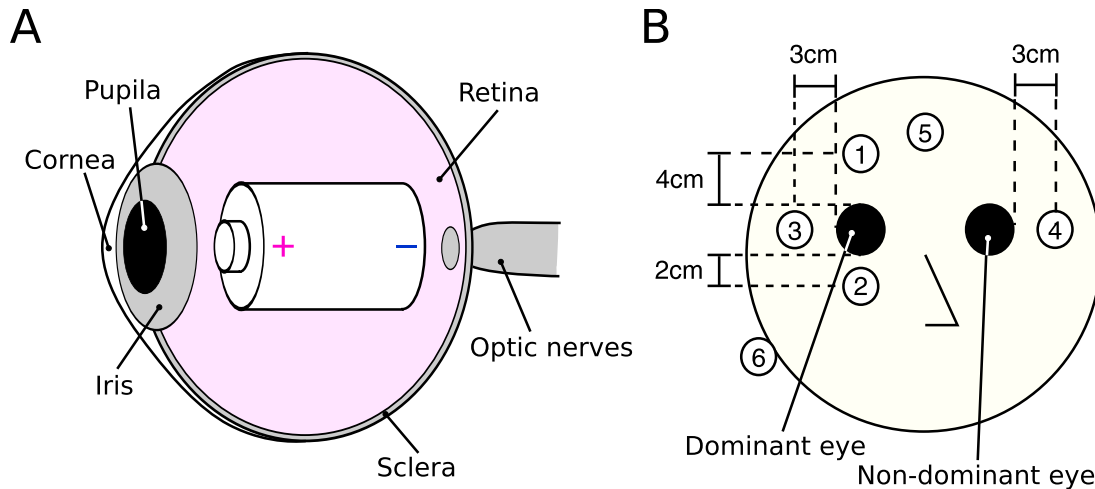 A
Pupila
Cornea
Retina
+
−
Iris
Optic nerves
Sclera
B
3cm
3cm
5
1
4cm
3
4
2cm
2
6
Dominant eye
Non-dominant eye